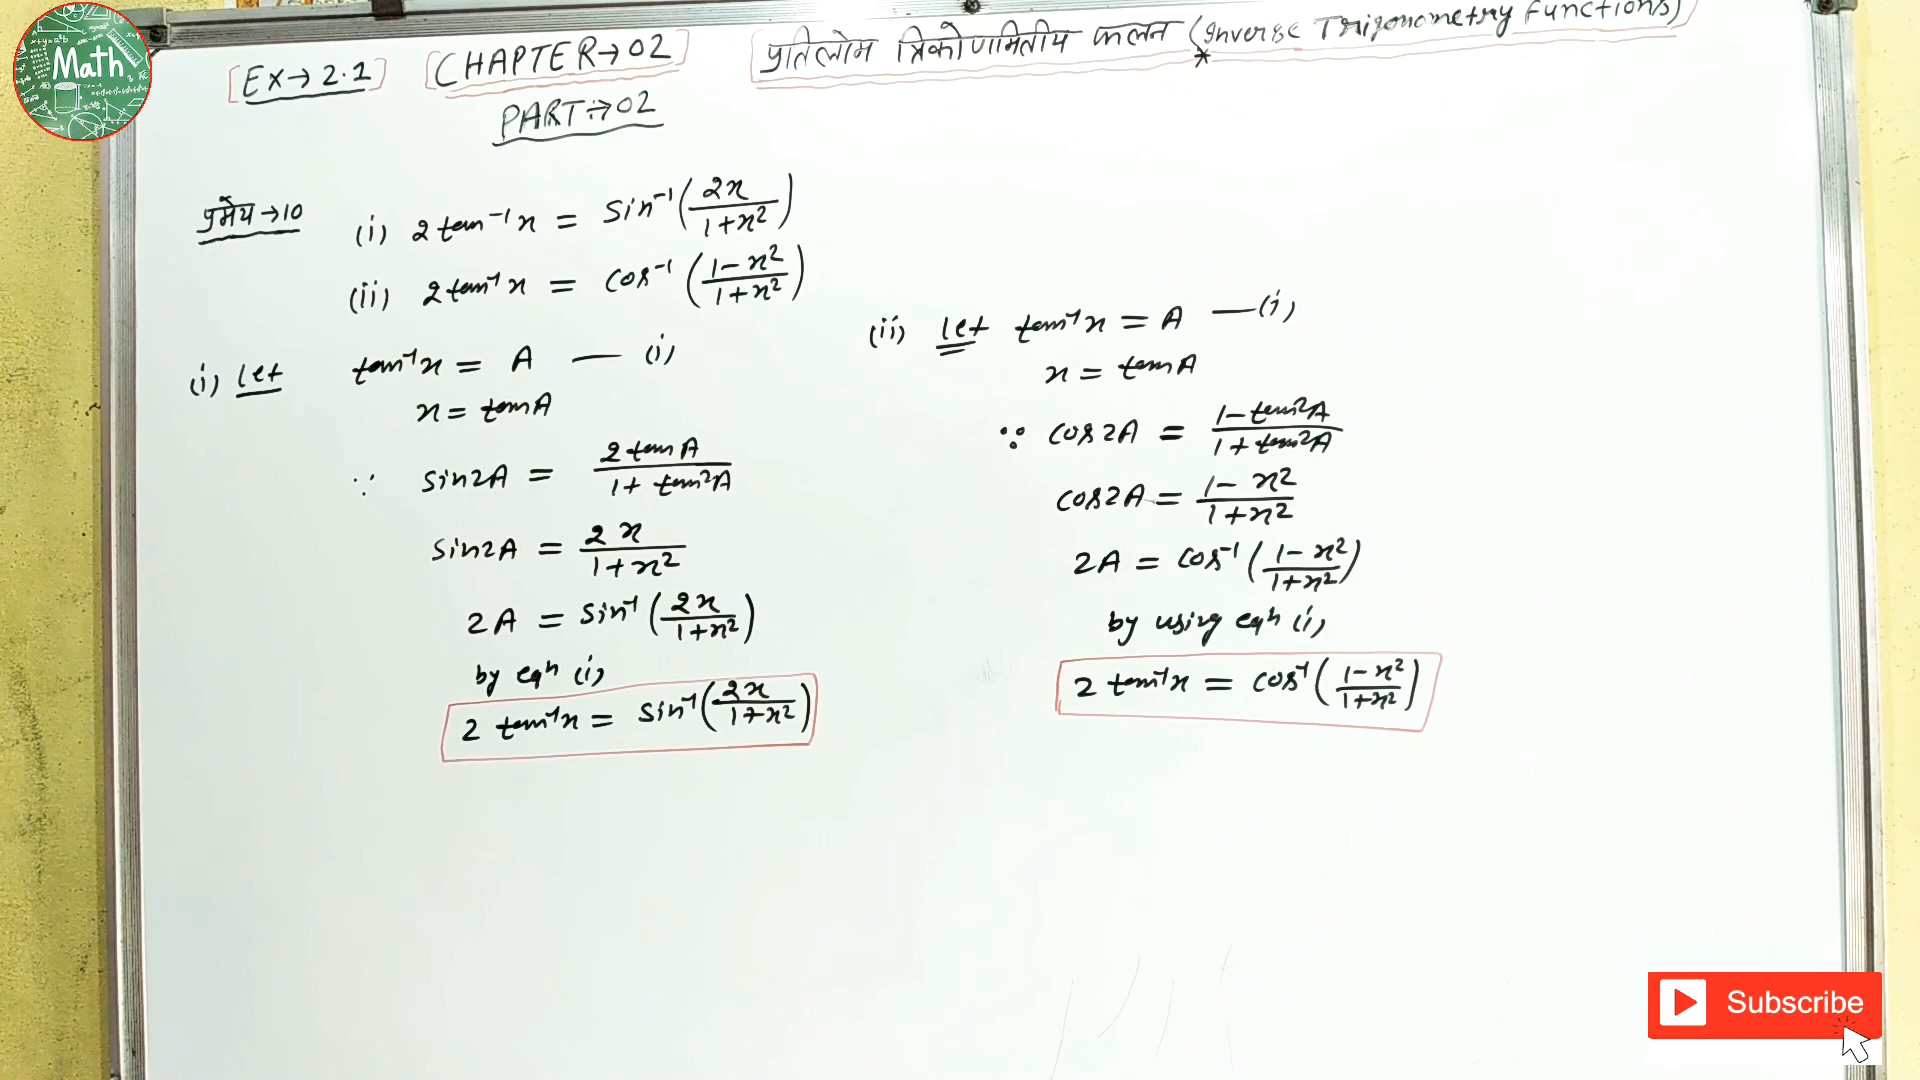 Math
[EX→2.1] [CHAPTER→02] प्रतिलोम त्रिकोणमितीय फलन (Inverse Trigonometry Functions)
*
PART÷→02
प्रमेय→10 (i) 2 tan⁻¹x = sin⁻¹(2x/(1+x²))
(ii) 2 tan⁻¹x = cos⁻¹((1-x²)/(1+x²))
(i) Let tan⁻¹x = A — (i)
x = tanA
∵ sin2A = 2tanA/(1+tan²A)
sin2A = 2x/(1+x²)
2A = sin⁻¹(2x/(1+x²))
by eqⁿ (i)
2 tan⁻¹x = sin⁻¹(2x/(1+x²))
(ii) Let tan⁻¹x = A — (i)
x = tanA
∵ cos2A = (1-tan²A)/(1+tan²A)
cos2A = (1-x²)/(1+x²)
2A = cos⁻¹((1-x²)/(1+x²))
by using eqⁿ (i)
2 tan⁻¹x = cos⁻¹((1-x²)/(1+x²))
Subscribe